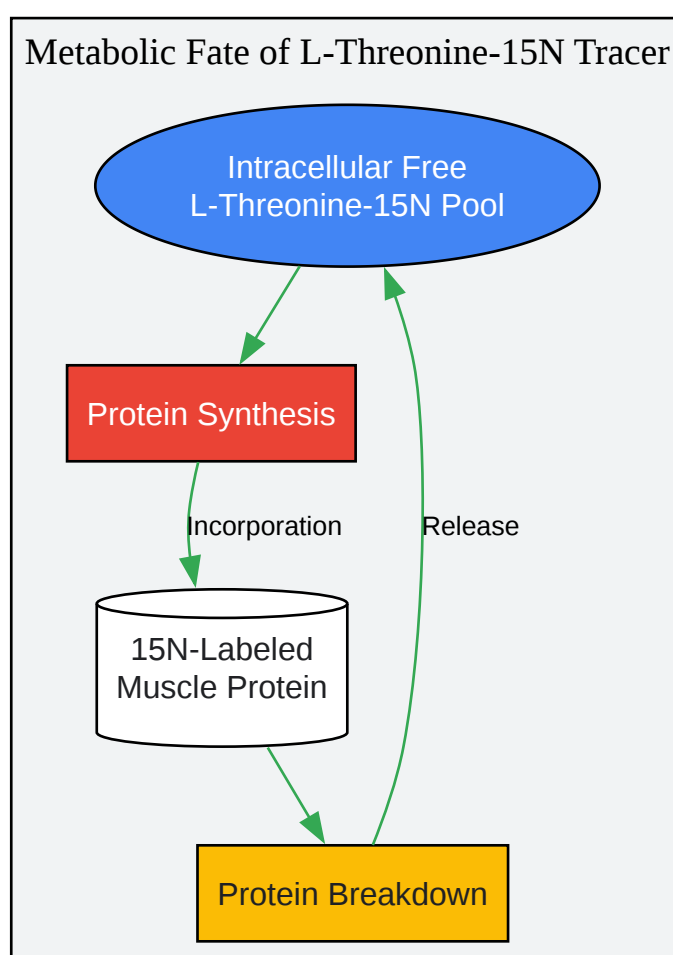 Metabolic Fate of L-Threonine-15N Tracer
Intracellular Free
L-Threonine-15N Pool
Protein Synthesis
Incorporation
Release
15N-Labeled
Muscle Protein
Protein Breakdown